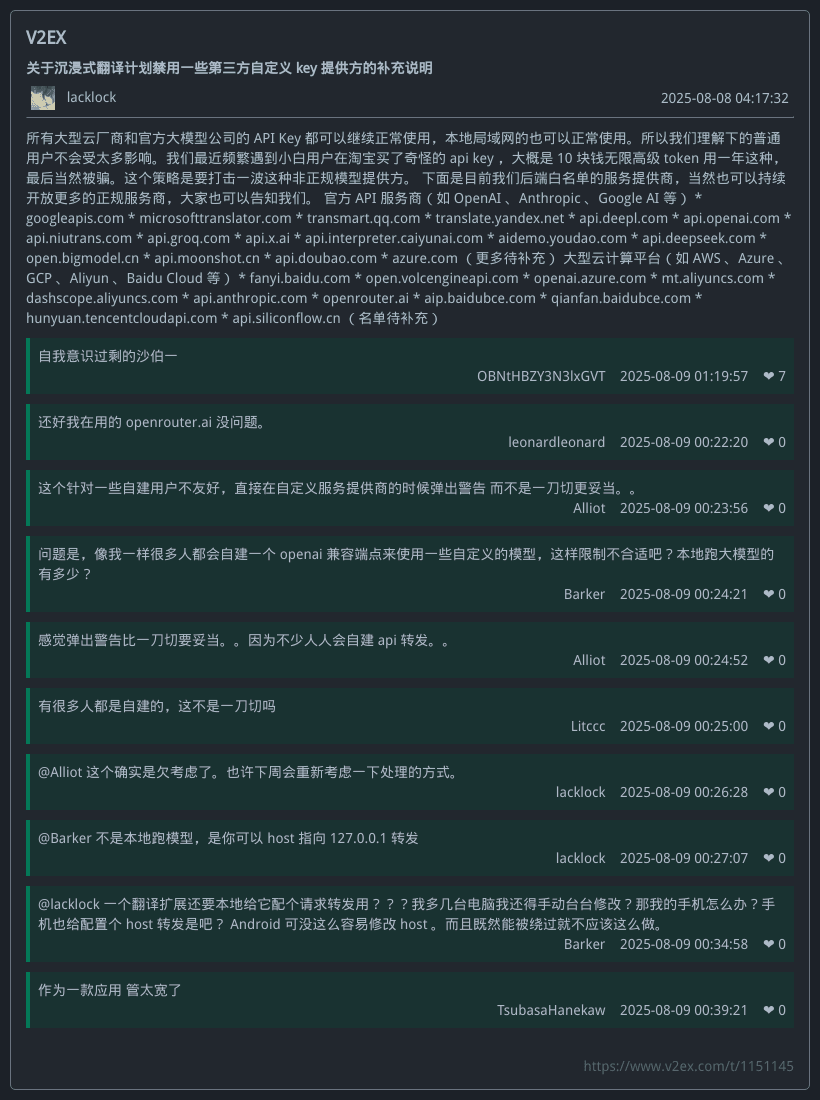 V2EX
关于沉漫式翻译计划禁用一些第三方自定义 key 提供方的补充说明
lacklock 2025-08-08 04:17:32
所有大型云厂商和官方大模型公司的 API Key 都可以继续正常使用，本地局域网的也可以正常使用。所以我们理解下的普通
用户不会受太多影响。我们最近频繁遇到小白用户在淘宝买了奇怪的 api key ，大概是 10 块钱无限高级 token 用一年这种，
最后当然被骗。这个策略是要打击一泼这种非正规模型提供方。 下面是目前我们后端白名单的服务提供商，当然也可以持续
开放更多的正规服务商，大家也可以告知我们。 官方 API 服务商（如 OpenAI 、Anthropic 、Google AI 等） *
googleapis.com * microsofttranslator.com * transmart.qq.com * translate.yandex.net * api.deepl.com * api.openai.com *
api.niutrans.com * api.groq.com * api.x.ai * api.interpreter.caiyunai.com * aidemo.youdao.com * api.deepseek.com *
open.bigmodel.cn * api.moonshot.cn * api.doubao.com * azure.com （更多待补充） 大型云计算平台（如 AWS 、Azure 、
GCP 、Aliyun 、Baidu Cloud 等） * fanyi.baidu.com * open.volcengineapi.com * openai.azure.com * mt.aliyuncs.com *
dashscope.aliyuncs.com * api.anthropic.com * openrouter.ai * aip.baidubce.com * qianfan.baidubce.com *
hunyuan.tencentcloudapi.com * api.siliconflow.cn （名单待补充）
自我意识过剩的沙伯一
OBNtHBZY3N3lxGVT 2025-08-09 01:19:57 ❤ 7
还好我在用的 openrouter.ai 没问题。
leonardleonard 2025-08-09 00:22:20 ❤ 0
这个针对一些自建用户不友好，直接在自定义服务提供商的时候弹出警告 而不是一刀切更妥当。。
Alliot 2025-08-09 00:23:56 ❤ 0
问题是，像我一样很多人都会自建一个 openai 兼容端点来使用一些自定义的模型，这样限制不合适吧？本地跑大模型的
有多少？
Barker 2025-08-09 00:24:21 ❤ 0
感觉弹出警告比一刀切要妥当。。因为不少人人会自建 api 转发。。
Alliot 2025-08-09 00:24:52 ❤ 0
有很多人都是自建的，这不是一刀切吗
Litccc 2025-08-09 00:25:00 ❤ 0
@Alliot 这个确实是欠考虑了。也许下周会重新考虑一下处理的方式。
lacklock 2025-08-09 00:26:28 ❤ 0
@Barker 不是本地跑模型，是你可以 host 指向 127.0.0.1 转发
lacklock 2025-08-09 00:27:07 ❤ 0
@lacklock 一个翻译扩展还要本地给它配个请求转发用？？？我多几台电脑我还得手动台台修改？那我的手机怎么办？手
机也给配置个 host 转发是吧？ Android 可没这么容易修改 host 。而且既然能被绕过就不应该这么做。
Barker 2025-08-09 00:34:58 ❤ 0
作为一款应用 管太宽了
TsubasaHanekaw 2025-08-09 00:39:21 ❤ 0
https://www.v2ex.com/t/1151145